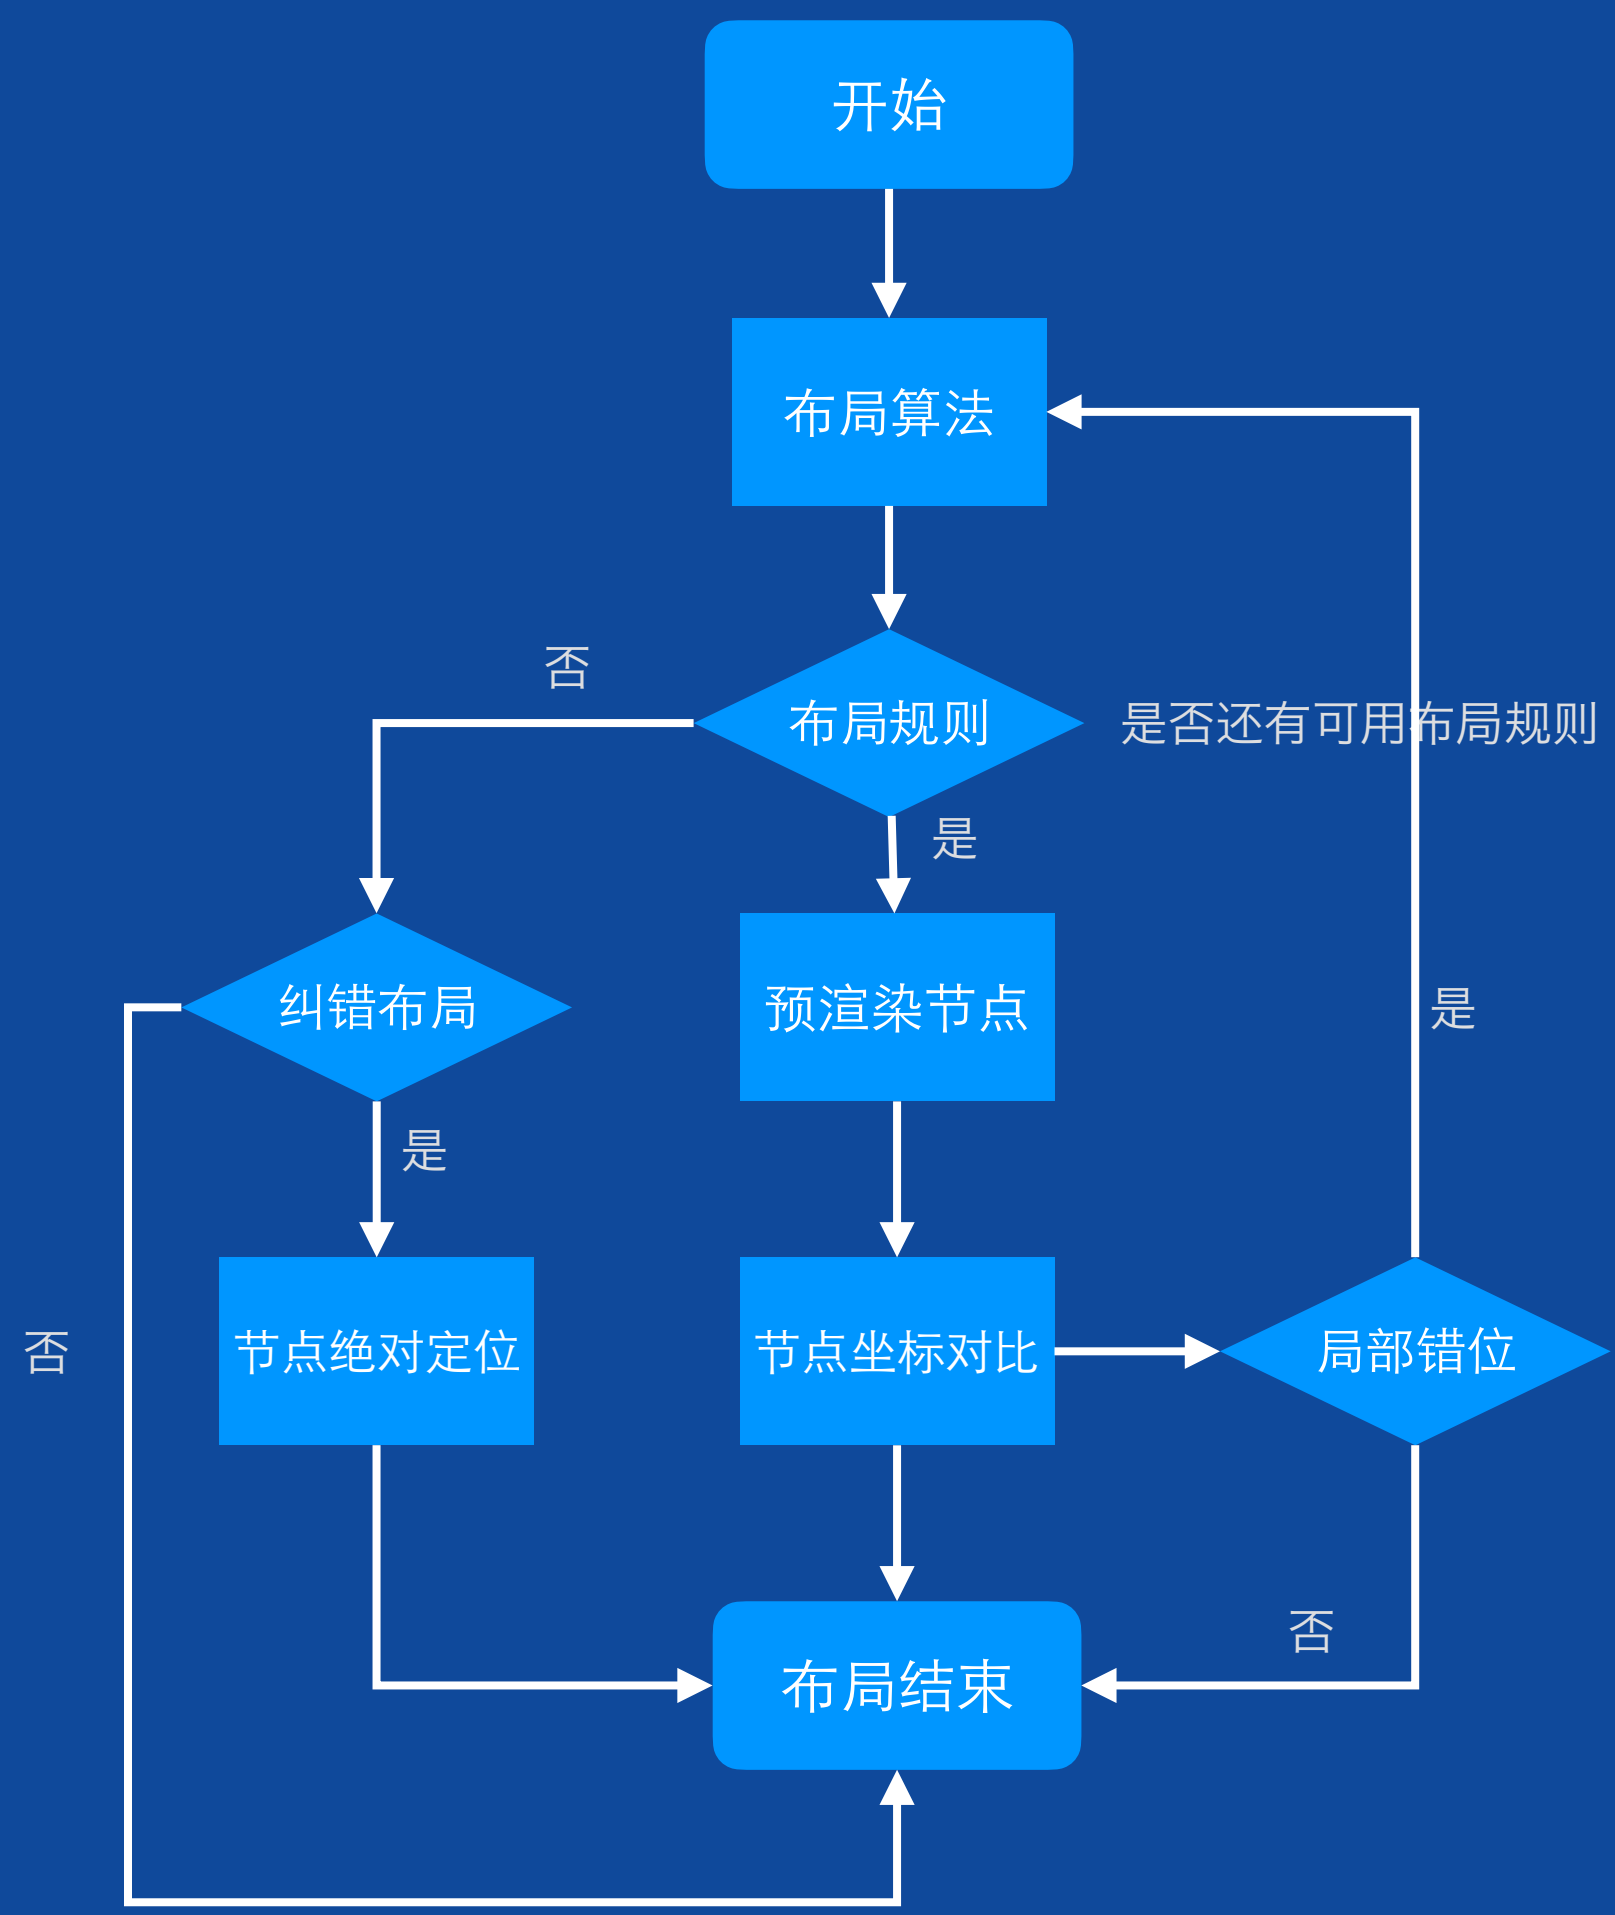 开始
布局算法
否
布局规则
是否还有可用布局规则
是
纠错布局
预渲染节点
是
是
节点绝对定位
节点坐标对比
局部错位
否
否
布局结束